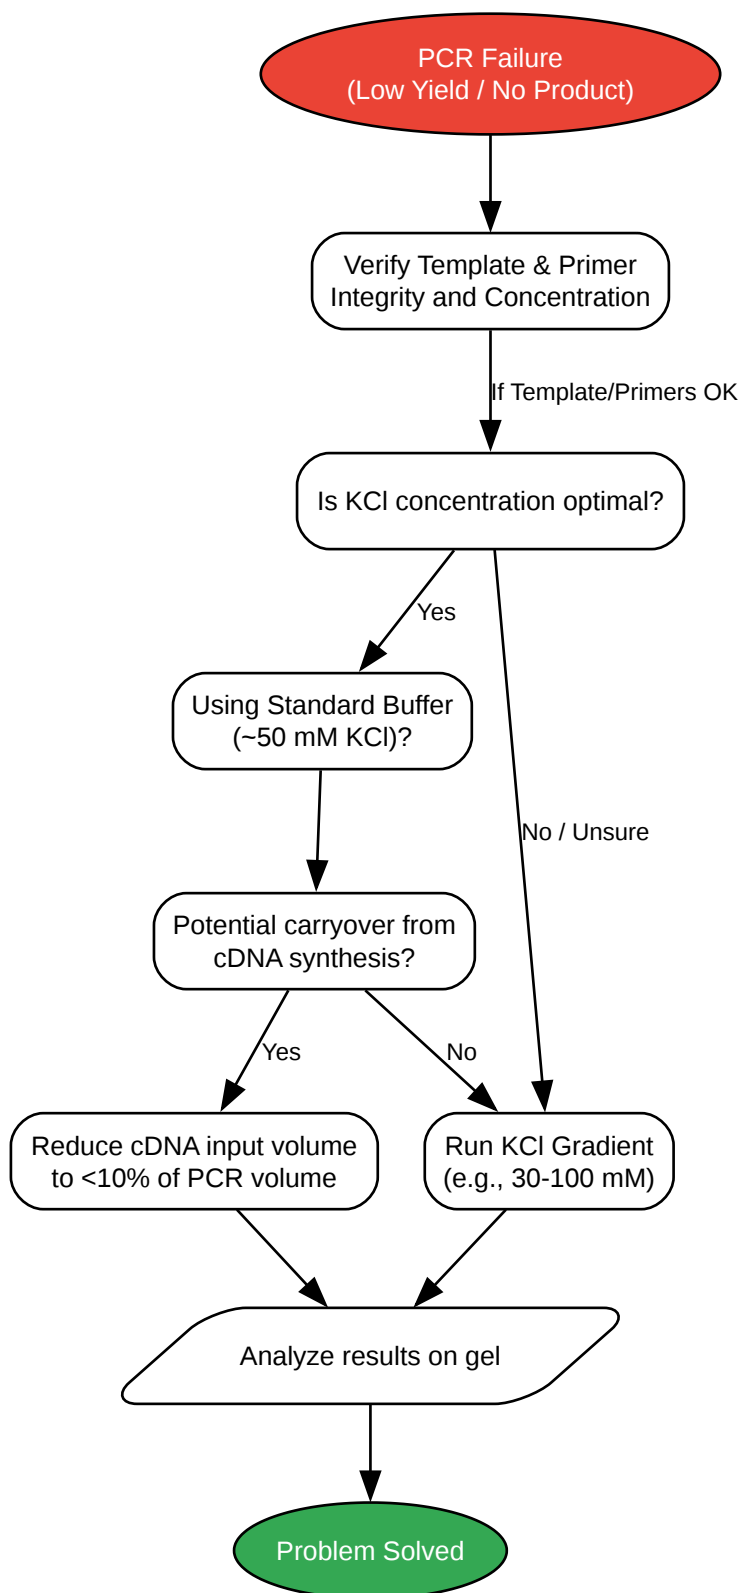 PCR Failure
(Low Yield / No Product)
Verify Template & Primer
Integrity and Concentration
If Template/Primers OK
Is KCl concentration optimal?
Yes
Using Standard Buffer
(~50 mM KCl)?
No / Unsure
Potential carryover from
cDNA synthesis?
Yes
No
Reduce cDNA input volume
to <10% of PCR volume
Run KCl Gradient
(e.g., 30-100 mM)
Analyze results on gel
Problem Solved